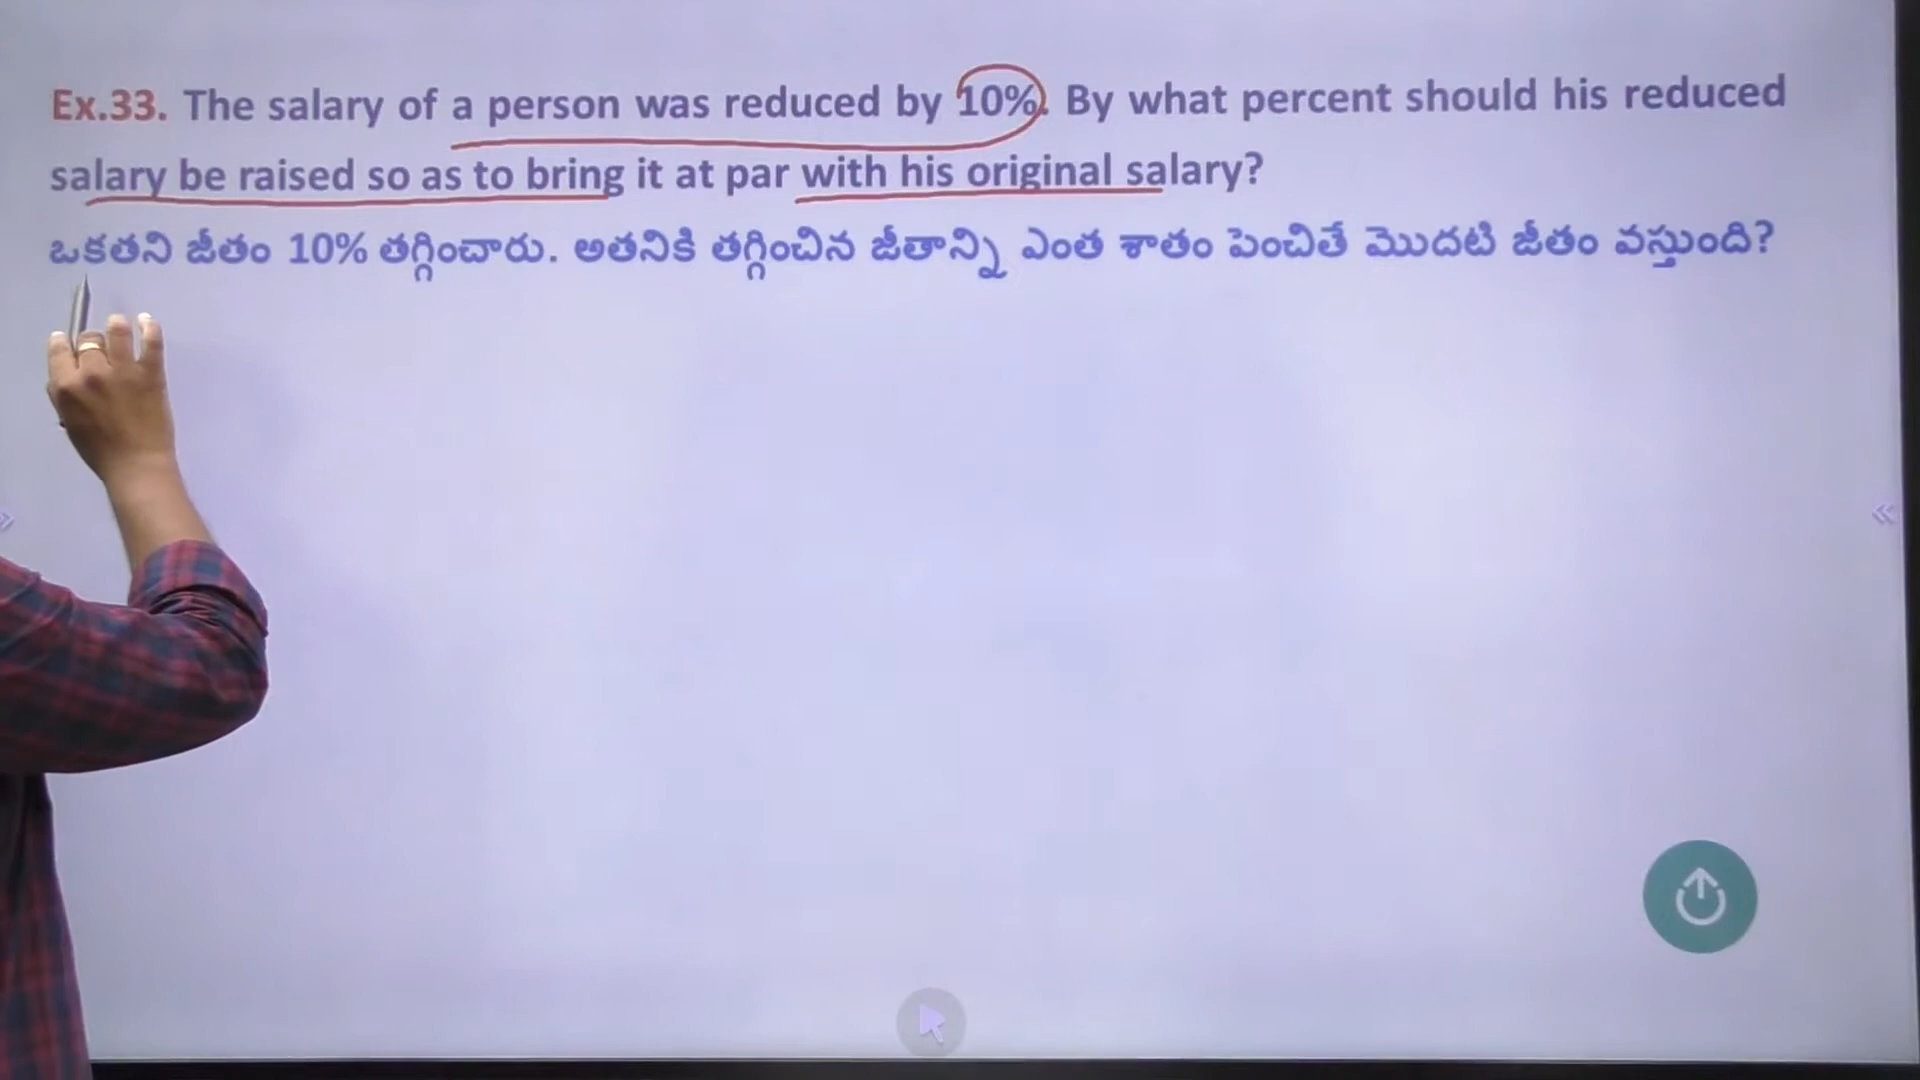 Ex.33. The salary of a person was reduced by 10%. By what percent should his reduced
salary be raised so as to bring it at par with his original salary?
ఒకతని జీతం 10% తగ్గించారు. అతనికి తగ్గించిన జీతాన్ని ఎంత శాతం పెంచితే మొదటి జీతం వస్తుంది?